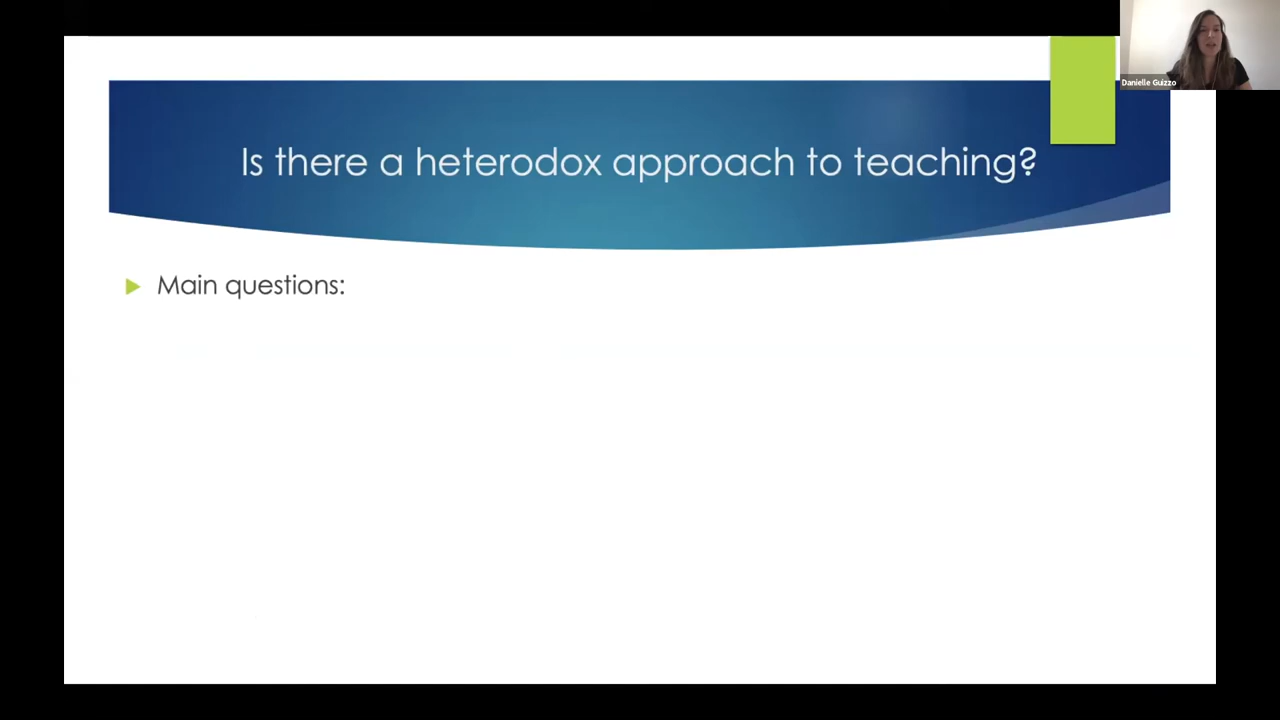 Danielle Guizzo
Is there a heterodox approach to teaching?
Main questions: